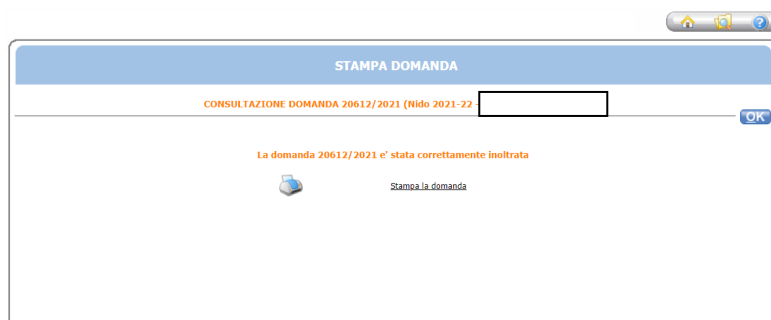 STAMPA DOMANDA
CONSULTAZIONE DOMANDA 20612/2021 (Nido 2021-22 -
OK
La domanda 20612/2021 e' stata correttamente inoltrata
Stampa la domanda